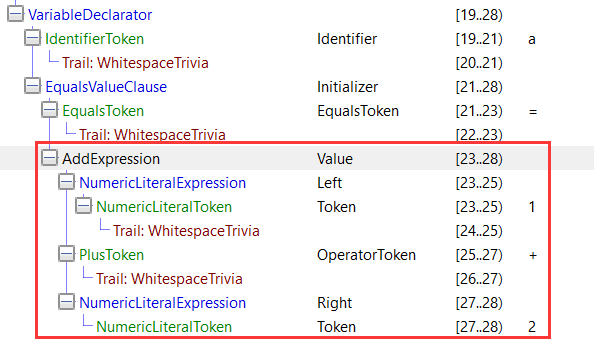 VariableDeclarator [19..28)
IdentifierToken Identifier [19..21) a
Trail: WhitespaceTrivia [20..21)
EqualsValueClause Initializer [21..28)
EqualsToken EqualsToken [21..23) =
Trail: WhitespaceTrivia [22..23)
AddExpression Value [23..28)
NumericLiteralExpression Left [23..25)
NumericLiteralToken Token [23..25) 1
Trail: WhitespaceTrivia [24..25)
PlusToken OperatorToken [25..27) +
Trail: WhitespaceTrivia [26..27)
NumericLiteralExpression Right [27..28)
NumericLiteralToken Token [27..28) 2